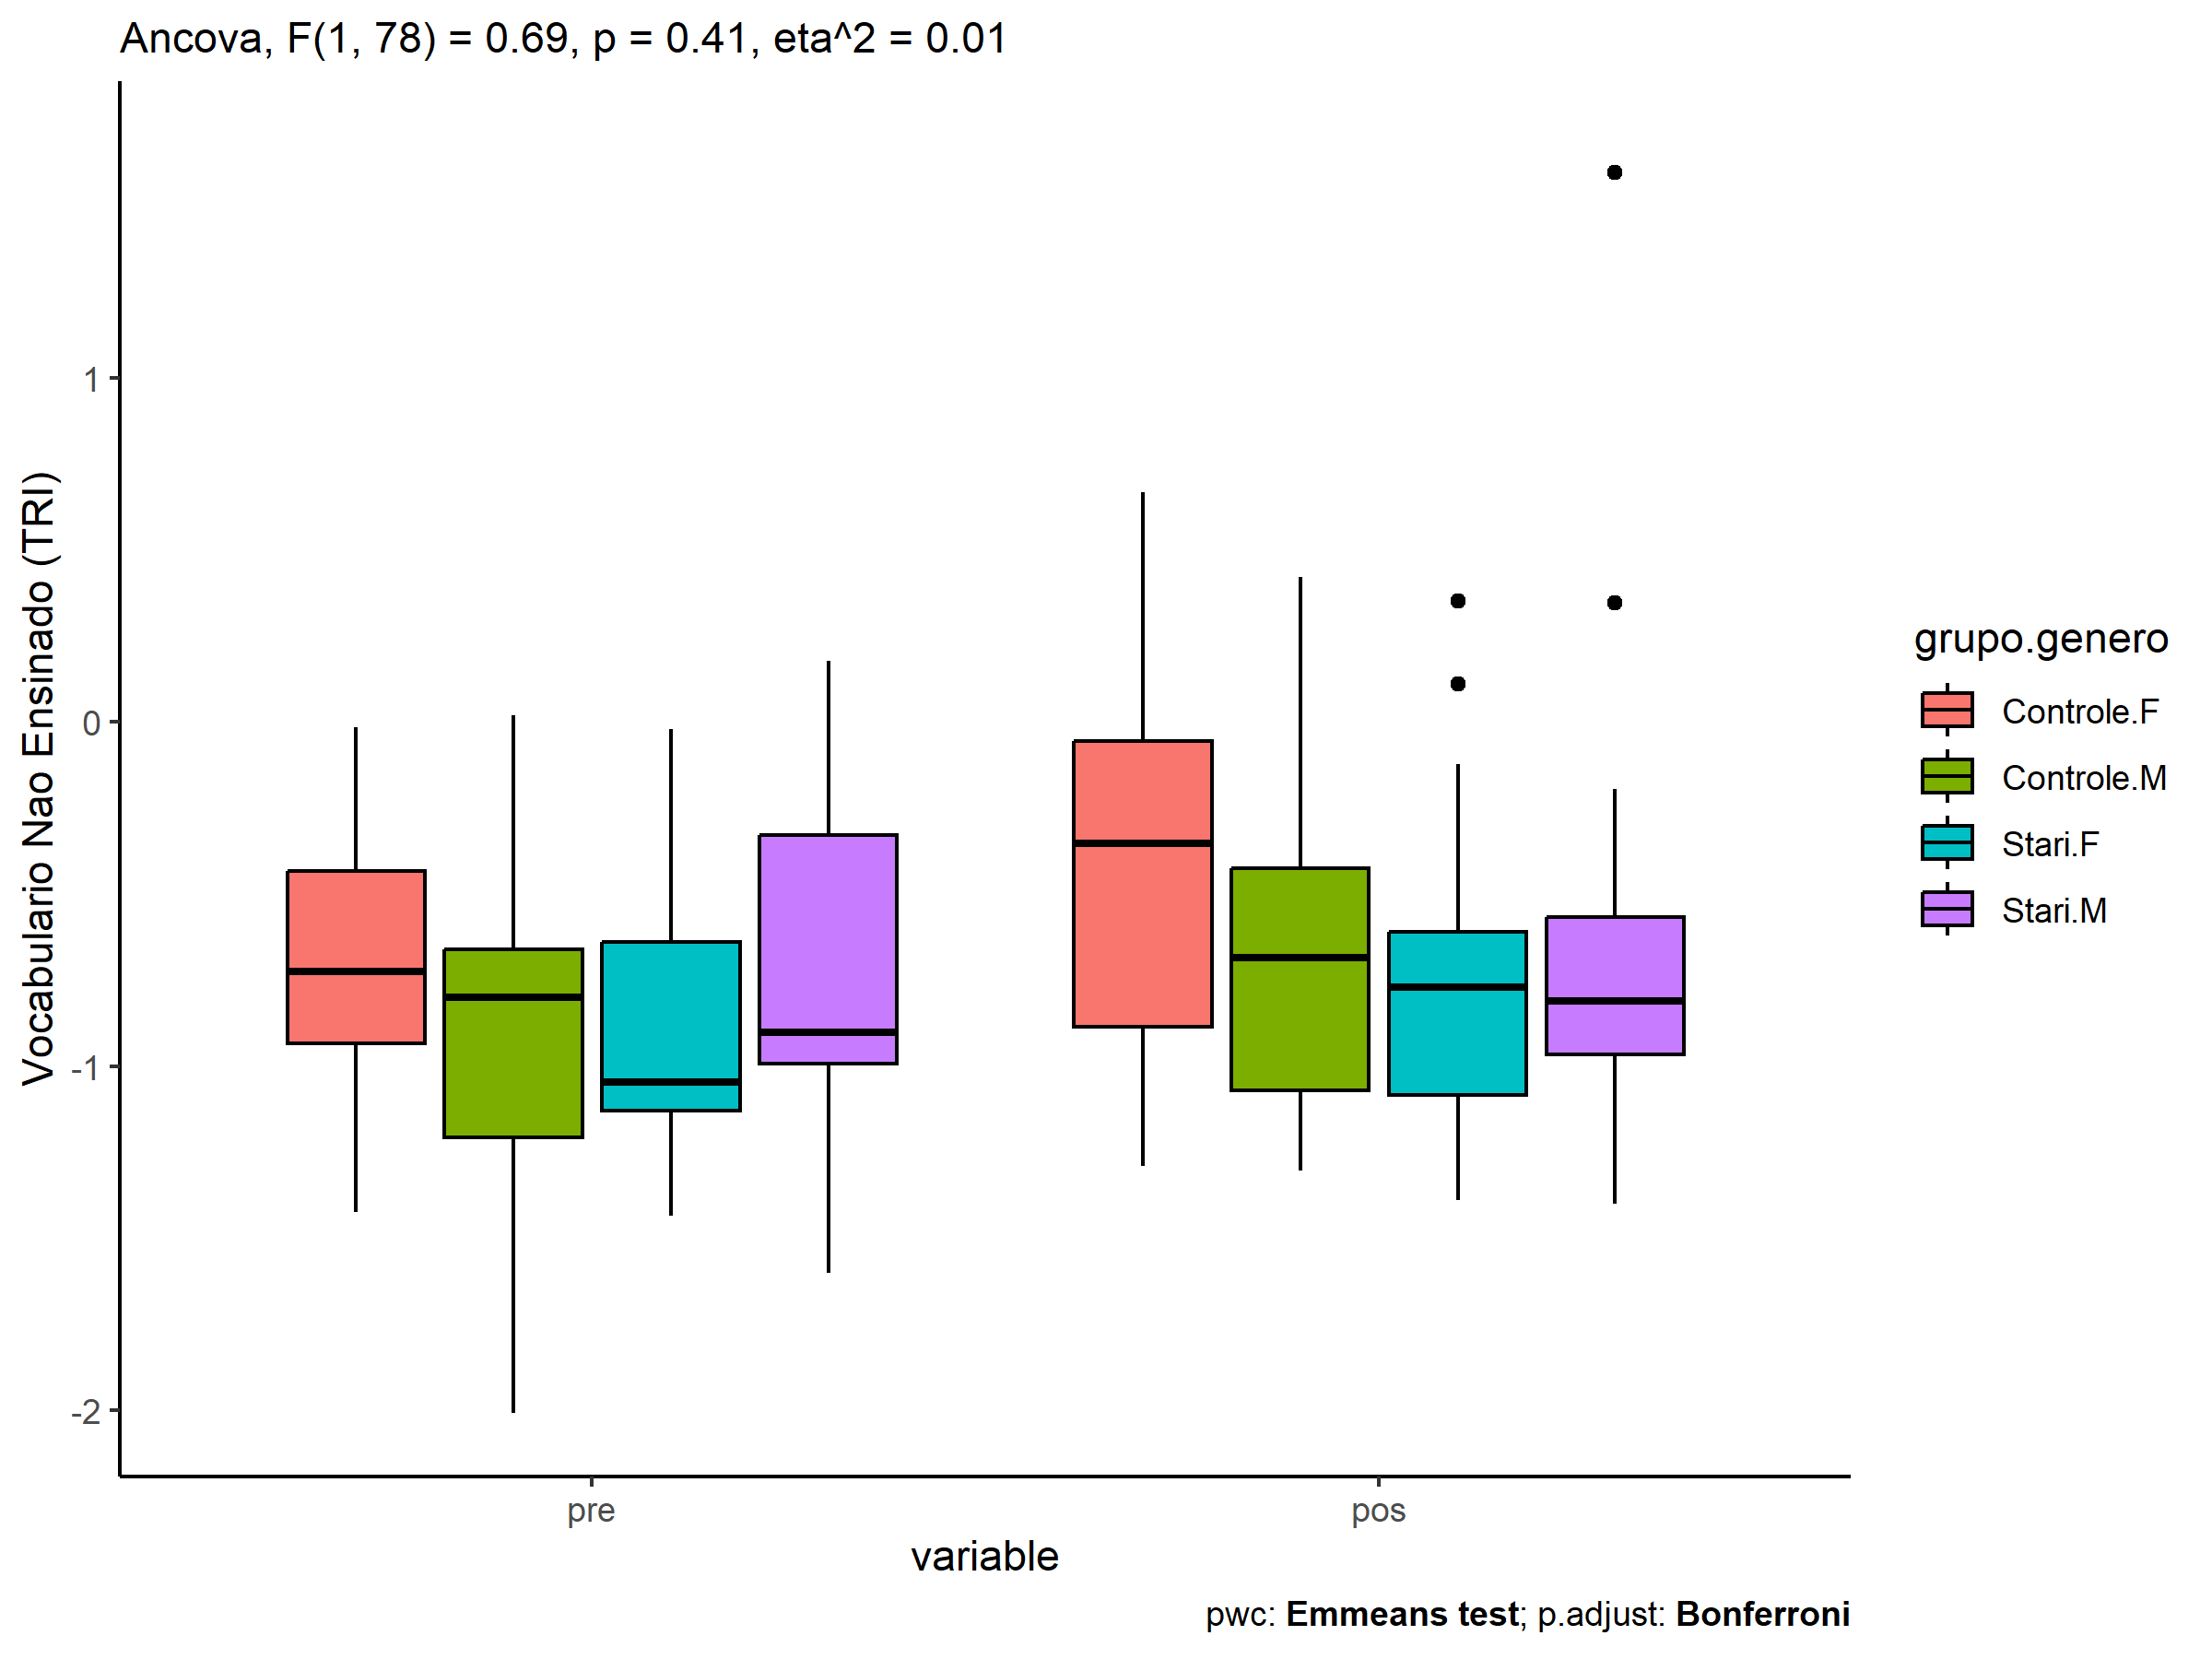 Ancova, F(1, 78) = 0.69, p = 0.41, eta^2 = 0.01
Vocabulario Nao Ensinado (TRI)
1
0
-1
-2
pre
pos
variable
grupo.genero
Controle.F
Controle.M
Stari.F
Stari.M
pwc: Emmeans test; p.adjust: Bonferroni